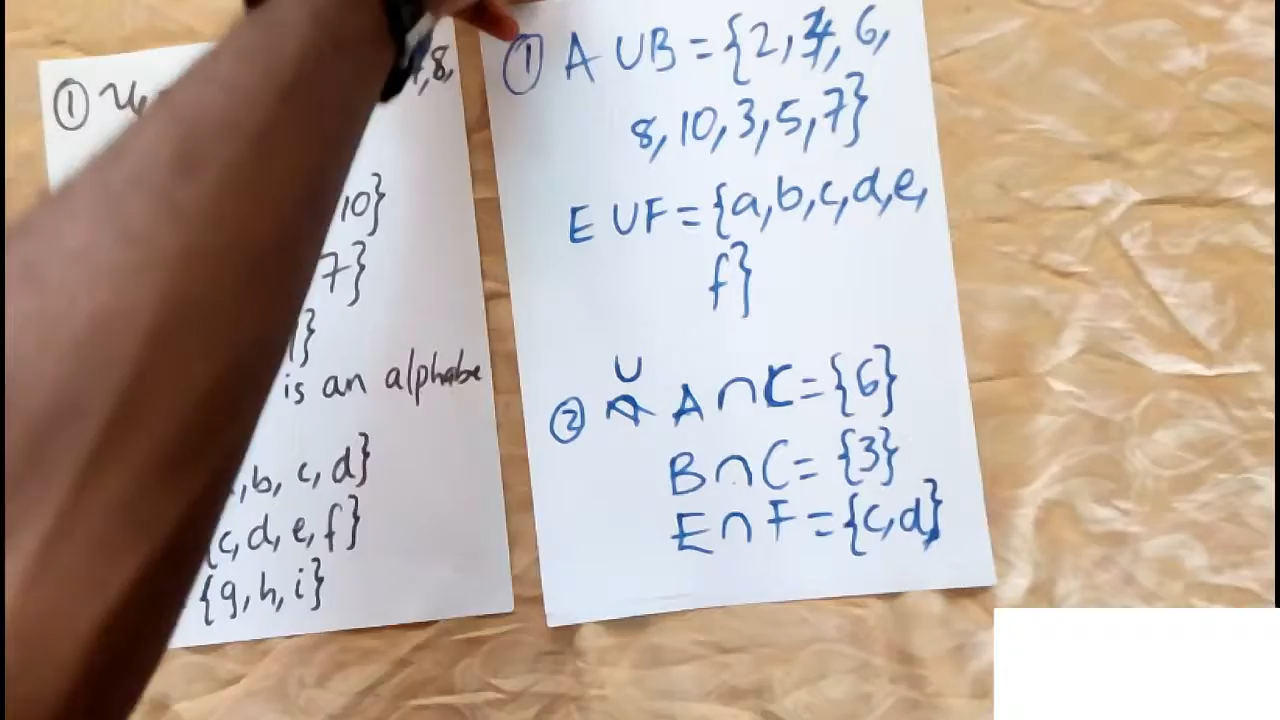 ① U
,8,
10}
7}
}
is an alphabe
,b, c, d}
{c, d, e, f}
{g, h, i}
① A ∪ B = {2, 4, 6,
8, 10, 3, 5, 7}
E ∪ F = {a, b, c, d, e,
f}
∪
② A ∩ C = {6}
B ∩ C = {3}
E ∩ F = {c, d}